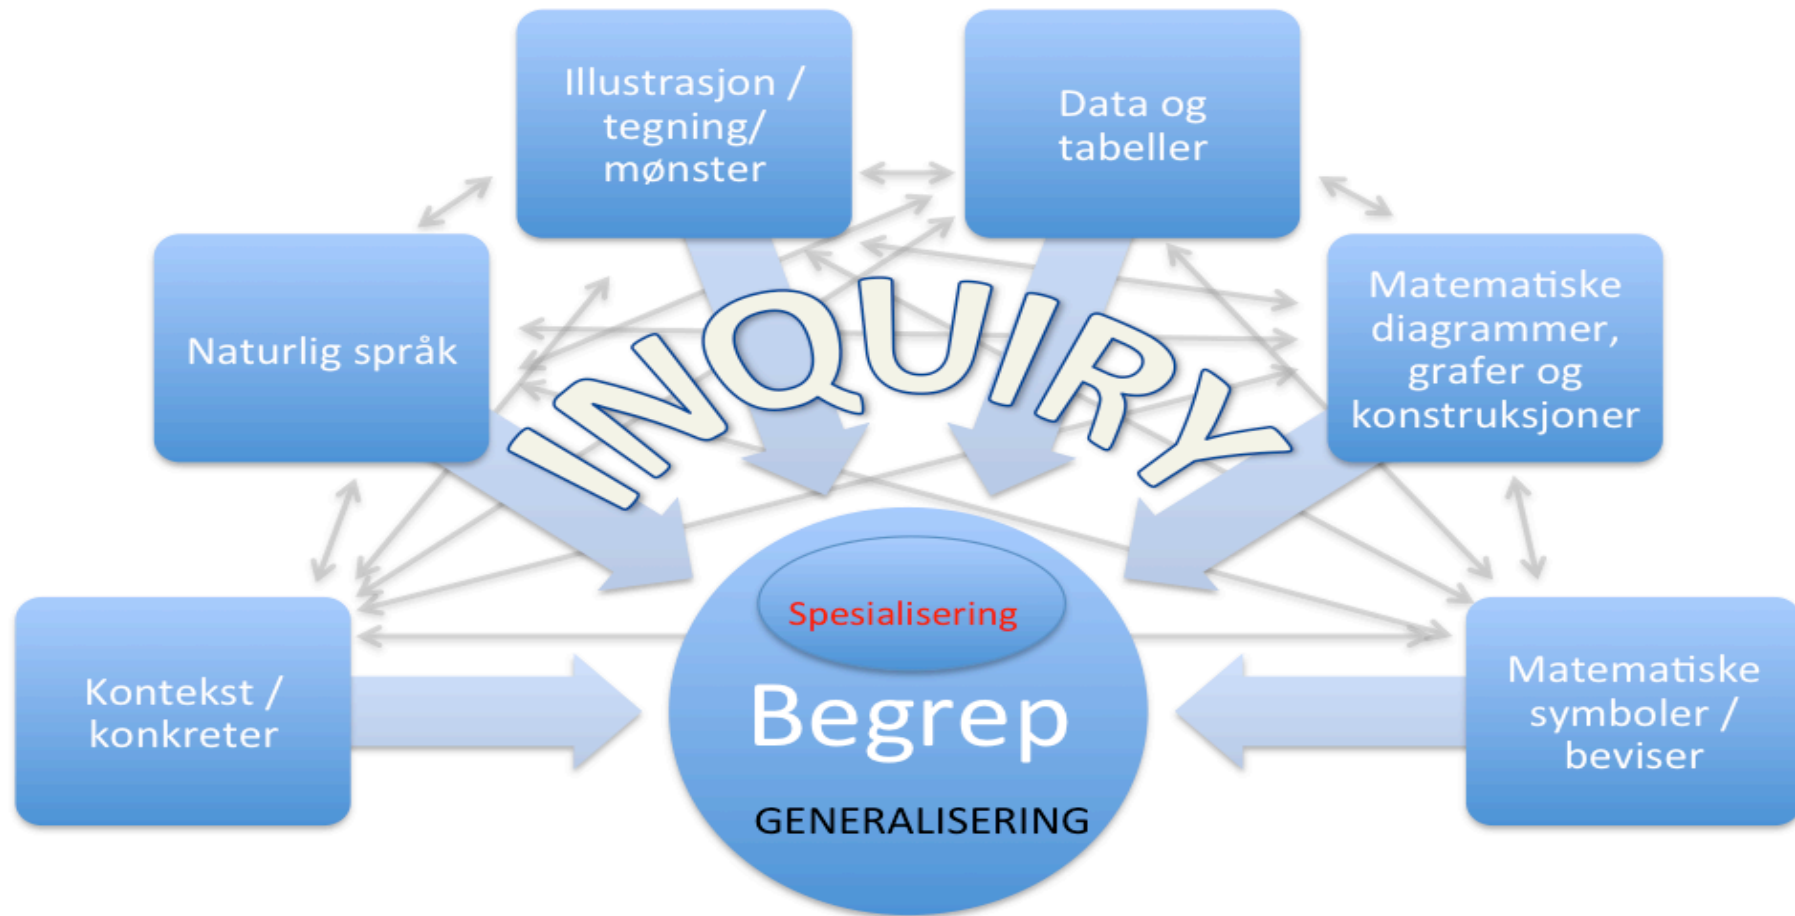 Illustrasjon /
tegning/
mønster
Data og
tabeller
Naturlig språk
INQUIRY
Matematiske
diagrammer,
grafer og
konstruksjoner
Kontekst /
konkreter
Spesialisering
Begrep
GENERALISERING
Matematiske
symboler /
beviser